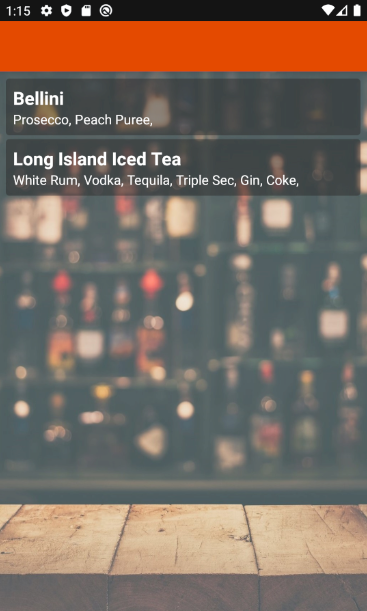 1:15
Bellini
Prosecco, Peach Puree,
Long Island Iced Tea
White Rum, Vodka, Tequila, Triple Sec, Gin, Coke,